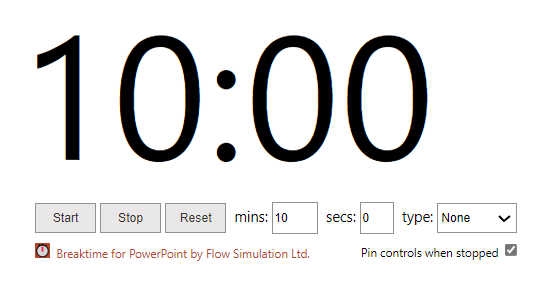 10:00
Start Stop Reset mins: 10 secs: 0 type: None
Breaktime for PowerPoint by Flow Simulation Ltd. Pin controls when stopped